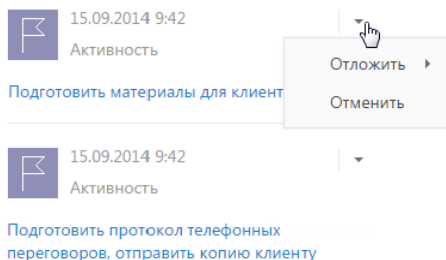 15.09.2014 9:42
Активность
Отложить
Подготовить материалы для клиент
Отменить
15.09.2014 9:42
Активность
Подготовить протокол телефонных
переговоров, отправить копию клиенту